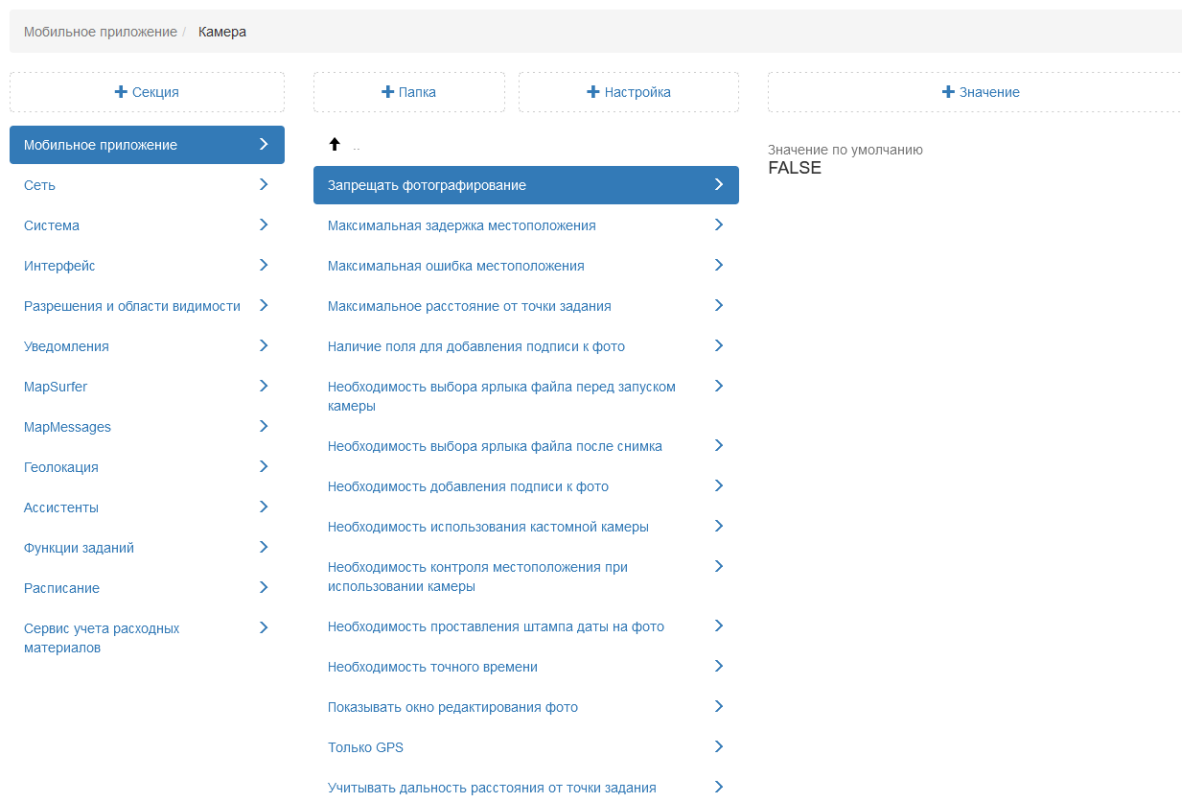 Мобильное приложение / Камера
+ Секция
+ Папка
+ Настройка
+ Значение
Мобильное приложение
Сеть
Система
Интерфейс
Разрешения и области видимости
Уведомления
MapSurfer
MapMessages
Геолокация
Ассистенты
Функции заданий
Расписание
Сервис учета расходных
материалов
..
Запрещать фотографирование
Максимальная задержка местоположения
Максимальная ошибка местоположения
Максимальное расстояние от точки задания
Наличие поля для добавления подписи к фото
Необходимость выбора ярлыка файла перед запуском
камеры
Необходимость выбора ярлыка файла после снимка
Необходимость добавления подписи к фото
Необходимость использования кастомной камеры
Необходимость контроля местоположения при
использовании камеры
Необходимость проставления штампа даты на фото
Необходимость точного времени
Показывать окно редактирования фото
Только GPS
Учитывать дальность расстояния от точки задания
Значение по умолчанию
FALSE